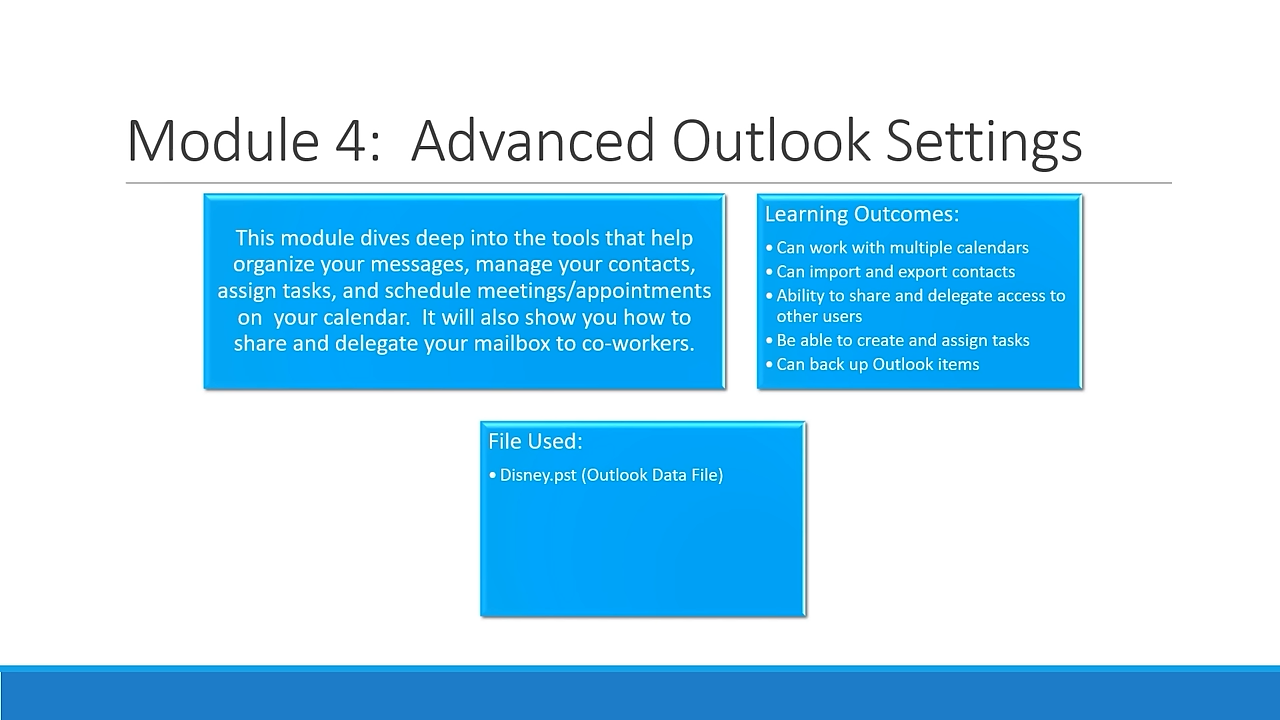 Module 4:  Advanced Outlook Settings
This module dives deep into the tools that help
organize your messages, manage your contacts,
assign tasks, and schedule meetings/appointments
on  your calendar.  It will also show you how to
share and delegate your mailbox to co-workers.
Learning Outcomes:
• Can work with multiple calendars
• Can import and export contacts
• Ability to share and delegate access to
other users
• Be able to create and assign tasks
• Can back up Outlook items
File Used:
• Disney.pst (Outlook Data File)